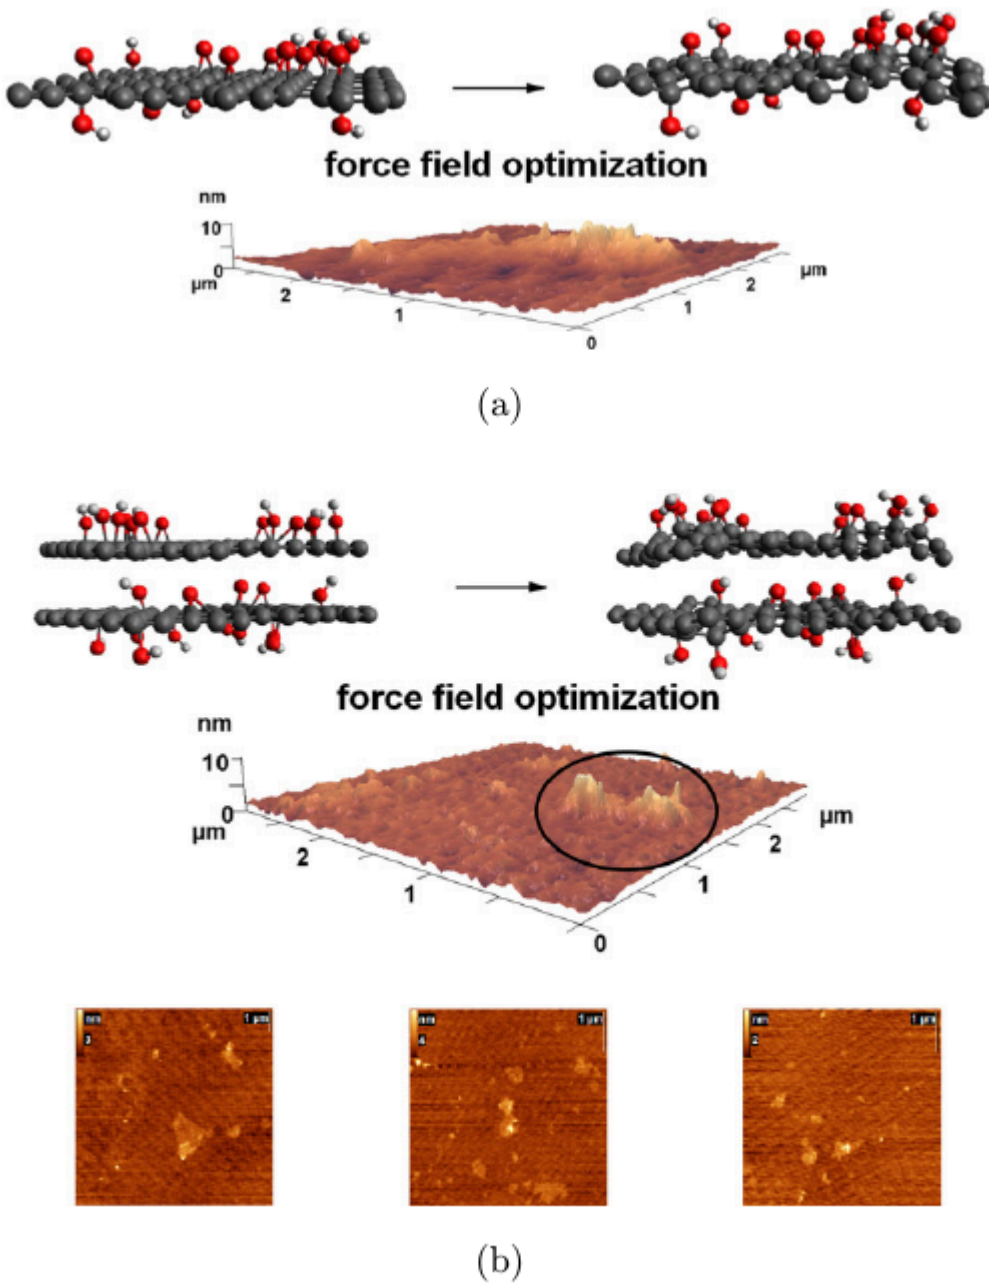 force field optimization
nm
10
0
μm
2
1
0
1
2
μm
(a)
force field optimization
nm
10
0
μm
2
1
0
1
2
μm
nm
1 μm
nm
1 μm
nm
1 μm
(b)